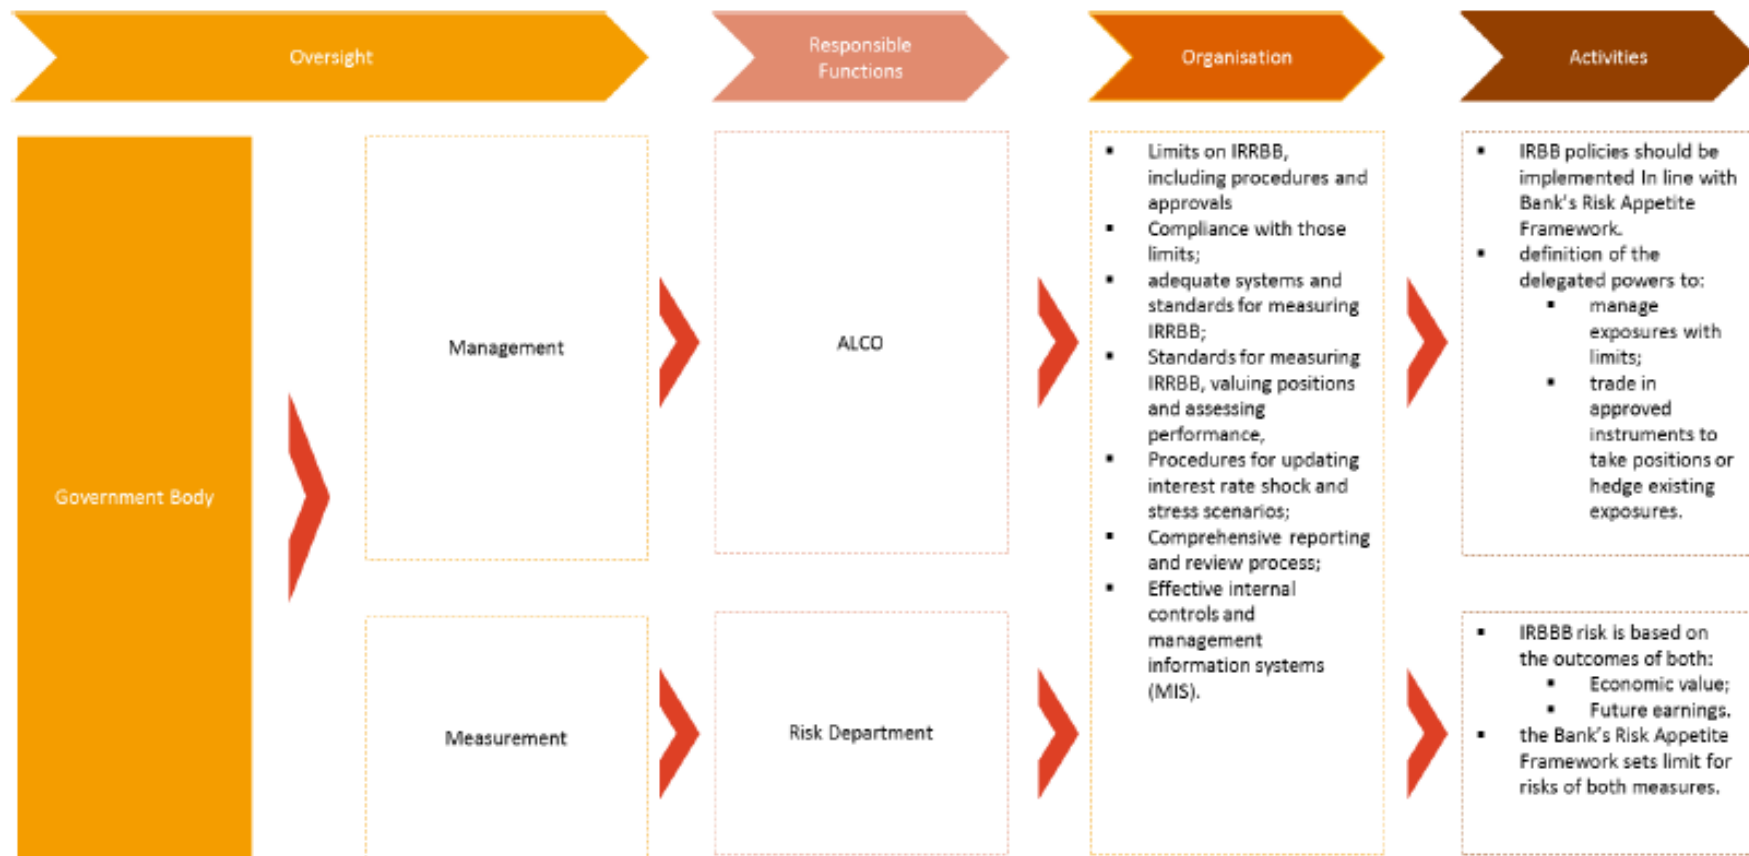 Oversight
Responsible
Functions
Organisation
Activities
Government Body
Management
ALCO
▪ Limits on IRRBB,
including procedures and
approvals
▪ Compliance with those
limits;
▪ adequate systems and
standards for measuring
IRRBB;
▪ Standards for measuring
IRRBB, valuing positions
and assessing
performance,
▪ Procedures for updating
interest rate shock and
stress scenarios;
▪ Comprehensive reporting
and review process;
▪ Effective internal
controls and
management
information systems
(MIS).
▪ IRBB policies should be
implemented In line with
Bank's Risk Appetite
Framework.
▪ definition of the
delegated powers to:
▪ manage
exposures with
limits;
▪ trade in
approved
instruments to
take positions or
hedge existing
exposures.
Measurement
Risk Department
▪ IRBBB risk is based on
the outcomes of both:
▪ Economic value;
▪ Future earnings.
▪ the Bank's Risk Appetite
Framework sets limit for
risks of both measures.